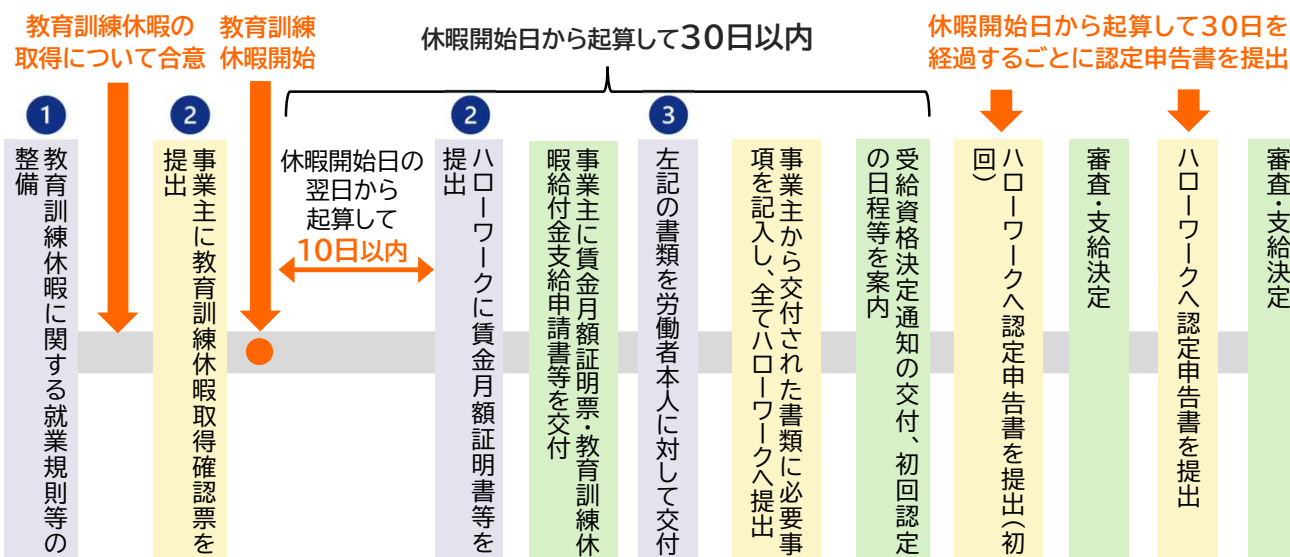 教育訓練休暇の
取得について合意
教育訓練
休暇開始
休暇開始日から起算して30日以内
休暇開始日から起算して30日を
経過するごとに認定申告書を提出
1
教育訓練休暇に関する就業規則等の
整備
2
事業主に教育訓練休暇取得確認票を
提出
休暇開始日の
翌日から
起算して
10日以内
2
ハローワークに賃金月額証明書等を
提出
事業主に賃金月額証明票・教育訓練休
暇給付金支給申請書等を交付
3
左記の書類を労働者本人に対して交付
事業主から交付された書類に必要事
項を記入し、全てハローワークへ提出
受給資格決定通知の交付、初回認定
の日程等を案内
ハローワークへ認定申告書を提出(初
回)
審査・支給決定
ハローワークへ認定申告書を提出
審査・支給決定